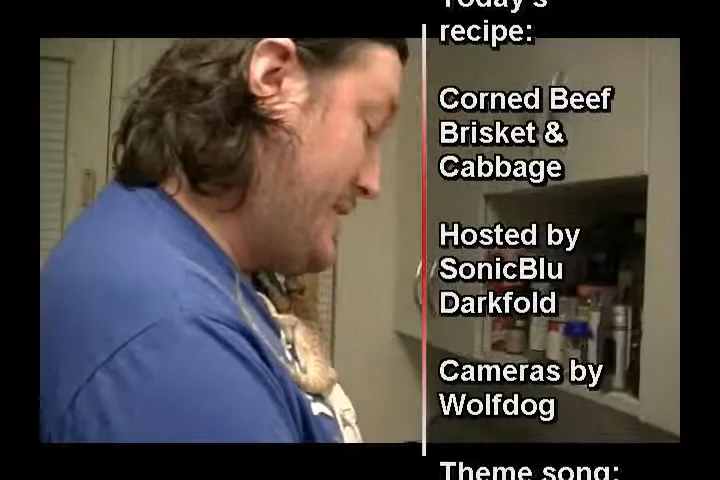 Today's
recipe:
Corned Beef
Brisket &
Cabbage
Hosted by
SonicBlu
Darkfold
Cameras by
Wolfdog
Theme song: